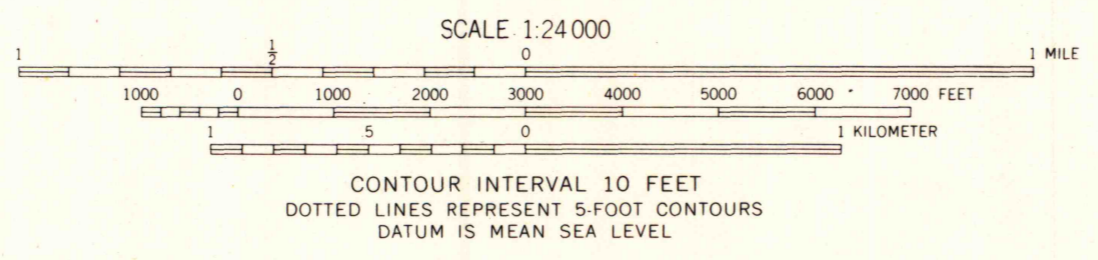 SCALE 1:24 000
1 ½ 0 1 MILE
1000 0 1000 2000 3000 4000 5000 6000 7000 FEET
1 .5 0 1 KILOMETER
CONTOUR INTERVAL 10 FEET
DOTTED LINES REPRESENT 5-FOOT CONTOURS
DATUM IS MEAN SEA LEVEL